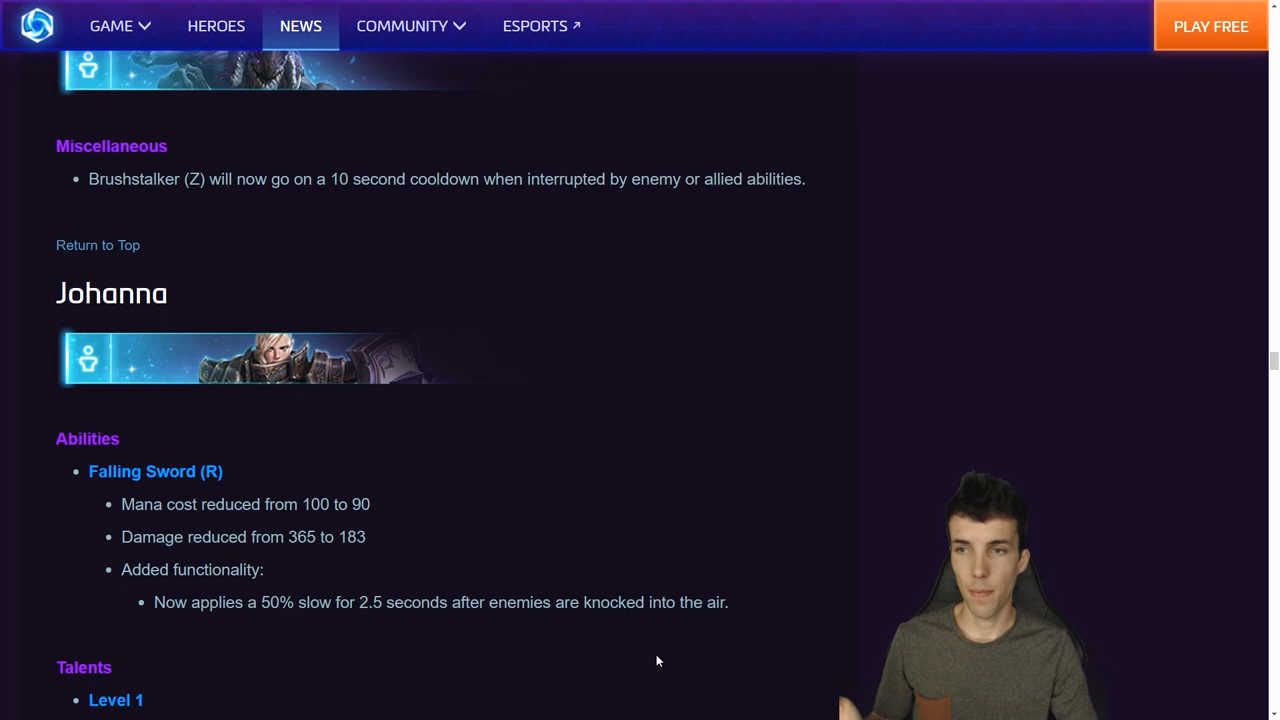 GAME HEROES NEWS COMMUNITY ESPORTS PLAY FREE
Miscellaneous
Brushstalker (Z) will now go on a 10 second cooldown when interrupted by enemy or allied abilities.
Return to Top
Johanna
Abilities
Falling Sword (R)
Mana cost reduced from 100 to 90
Damage reduced from 365 to 183
Added functionality:
Now applies a 50% slow for 2.5 seconds after enemies are knocked into the air.
Talents
Level 1